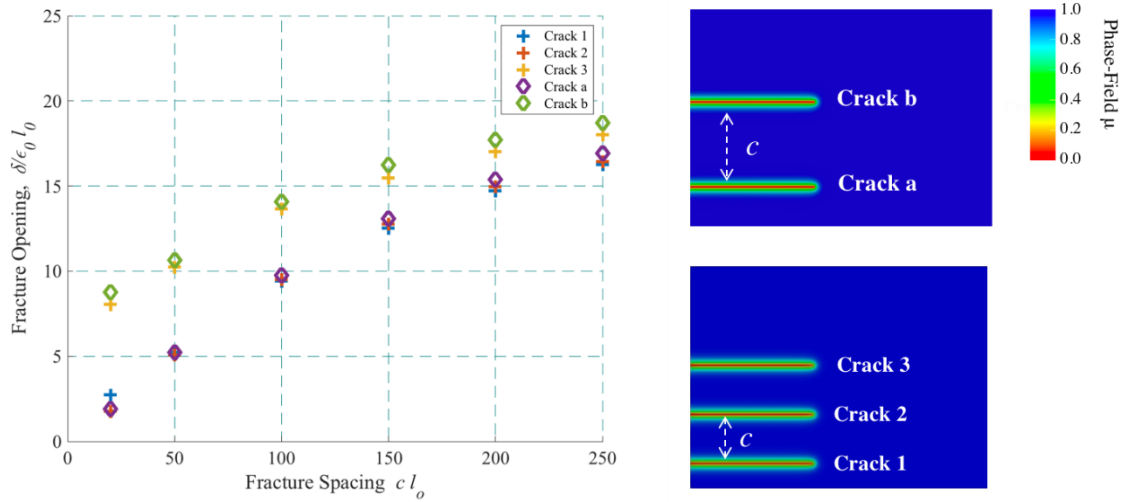 25
20
15
10
5
0
Fracture Opening, δ/ϵ₀ l₀
0
50
100
150
200
250
Fracture Spacing c lₒ
Crack 1
Crack 2
Crack 3
Crack a
Crack b
Crack b
c
Crack a
1.0
0.8
0.6
0.4
0.2
0.0
Phase-Field μ
Crack 3
Crack 2
c
Crack 1